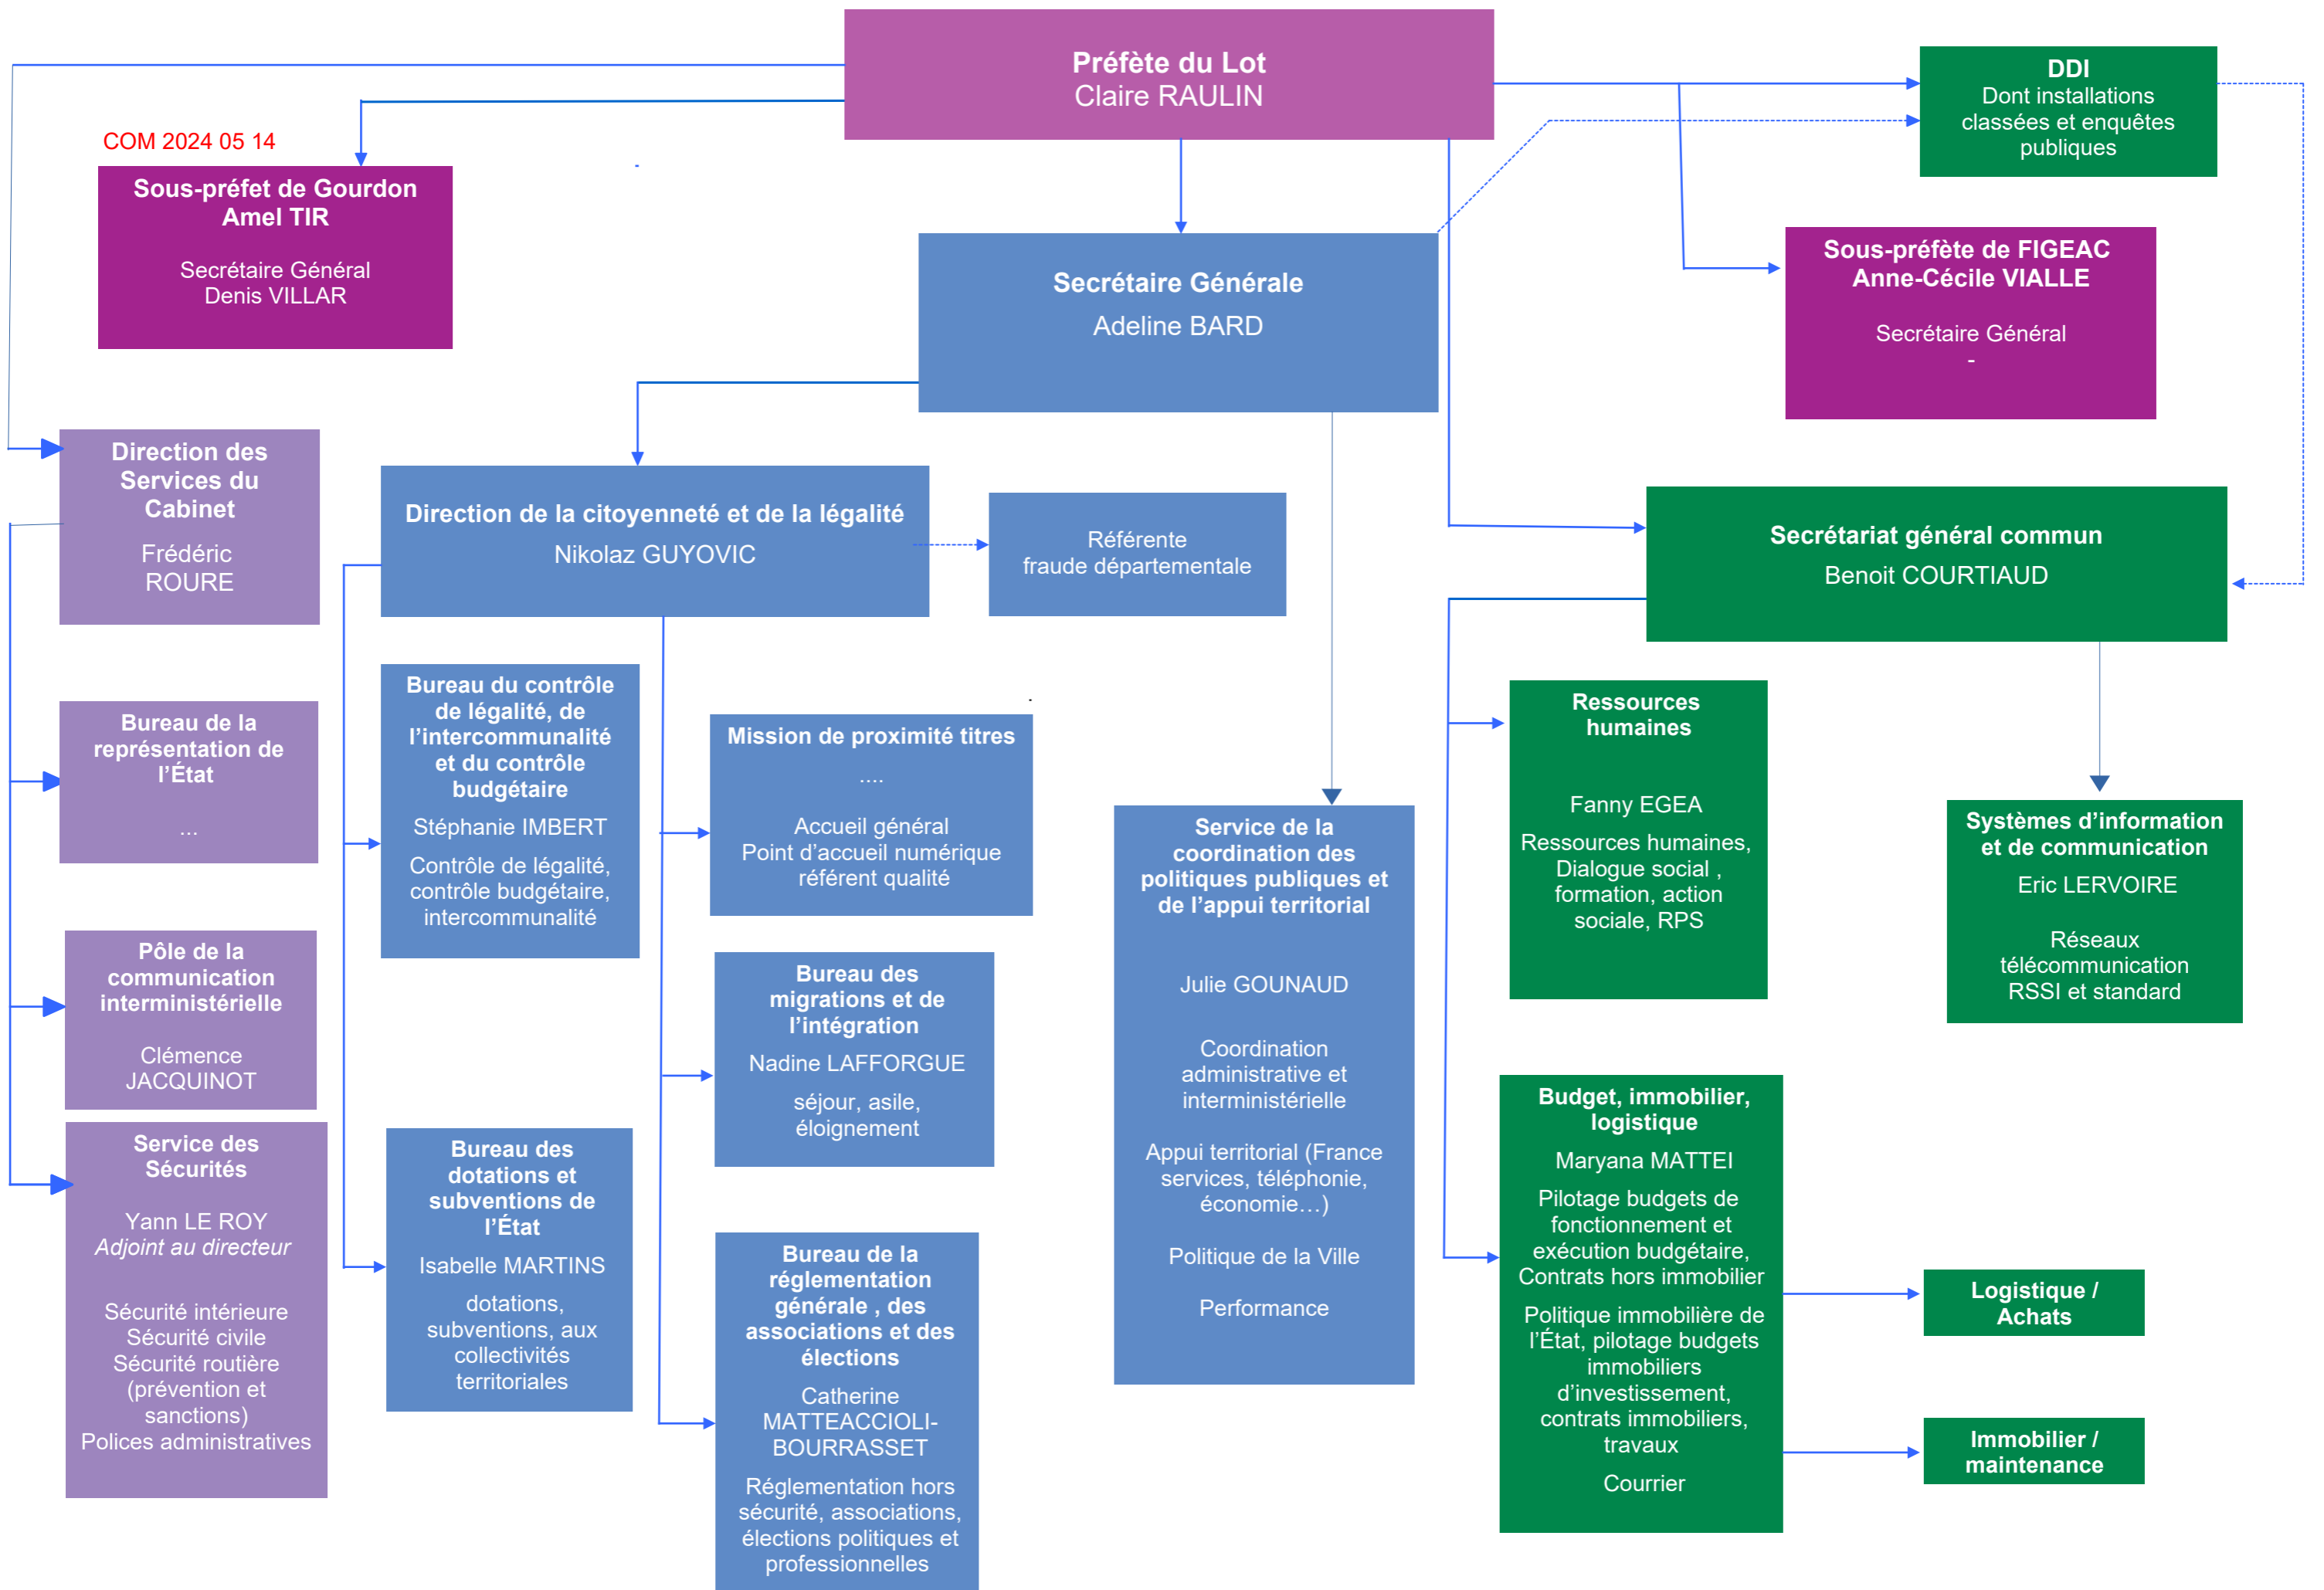 Préfète du Lot
Claire RAULIN
DDI
Dont installations
classées et enquêtes
publiques
COM 2024 05 14
Sous-préfet de Gourdon
Amel TIR
Secrétaire Général
Denis VILLAR
-
Secrétaire Générale
Adeline BARD
Sous-préfète de FIGEAC
Anne-Cécile VIALLE
Secrétaire Général
-
Direction des
Services du
Cabinet
Frédéric
ROURE
Direction de la citoyenneté et de la légalité
Nikolaz GUYOVIC
Référente
fraude départementale
Secrétariat général commun
Benoit COURTIAUD
Bureau de la
représentation de
l’État
...
Pôle de la
communication
interministérielle
Clémence
JACQUINOT
Service des
Sécurités
Yann LE ROY
Adjoint au directeur
Sécurité intérieure
Sécurité civile
Sécurité routière
(prévention et
sanctions)
Polices administratives
Bureau du contrôle
de légalité, de
l’intercommunalité
et du contrôle
budgétaire
Stéphanie IMBERT
Contrôle de légalité,
contrôle budgétaire,
intercommunalité
Bureau des
dotations et
subventions de
l’État
Isabelle MARTINS
dotations,
subventions, aux
collectivités
territoriales
.
Mission de proximité titres
....
Accueil général
Point d’accueil numérique
référent qualité
Bureau des
migrations et de
l’intégration
Nadine LAFFORGUE
séjour, asile,
éloignement
Bureau de la
réglementation
générale , des
associations et des
élections
Catherine
MATTEACCIOLI-
BOURRASSET
Réglementation hors
sécurité, associations,
élections politiques et
professionnelles
Service de la
coordination des
politiques publiques et
de l’appui territorial
Julie GOUNAUD
Coordination
administrative et
interministérielle
Appui territorial (France
services, téléphonie,
économie…)
Politique de la Ville
Performance
Ressources
humaines
Fanny EGEA
Ressources humaines,
Dialogue social ,
formation, action
sociale, RPS
Systèmes d’information
et de communication
Eric LERVOIRE
Réseaux
télécommunication
RSSI et standard
Budget, immobilier,
logistique
Maryana MATTEI
Pilotage budgets de
fonctionnement et
exécution budgétaire,
Contrats hors immobilier
Politique immobilière de
l’État, pilotage budgets
immobiliers
d’investissement,
contrats immobiliers,
travaux
Courrier
Logistique /
Achats
Immobilier /
maintenance